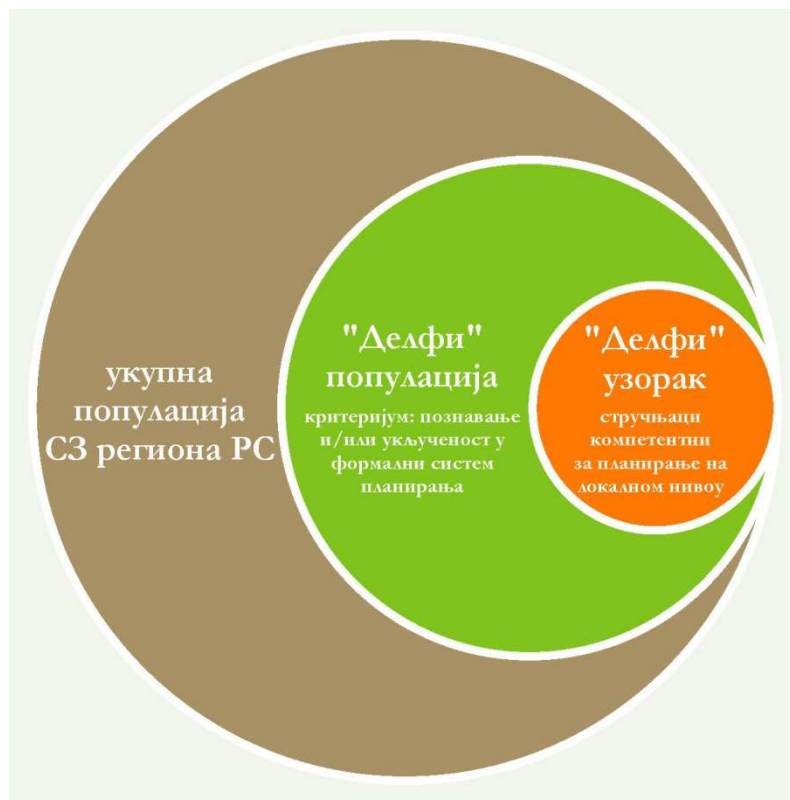 укупна
популација
СЗ региона РС
"Делфи"
популација
критеријум: познавање
и/или укљученост у
формални систем
планирања
"Делфи"
узорак
стручњаци
компетентни
за планирање на
локалном нивоу